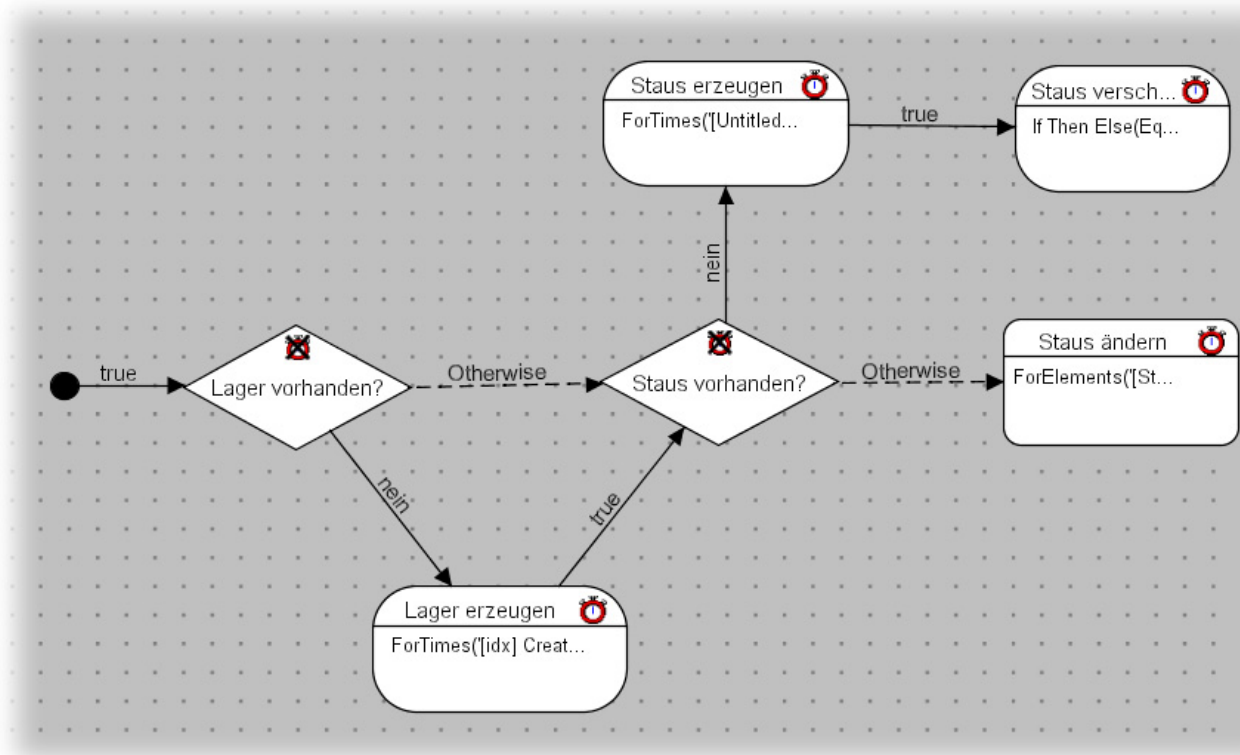 Staus erzeugen
ForTimes('[Untitled...
true
Staus versch...
If Then Else(Eq...
nein
true
Lager vorhanden?
Otherwise
Staus vorhanden?
Otherwise
Staus ändern
ForElements('[St...
nein
true
Lager erzeugen
ForTimes('[idx] Creat...